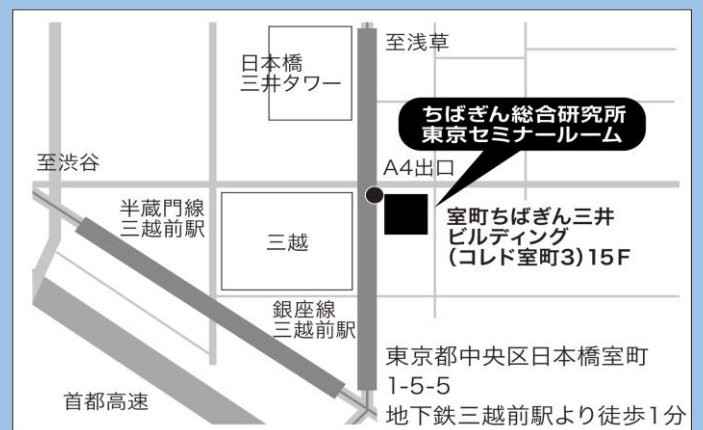 至浅草
日本橋
三井タワー
ちばぎん総合研究所
東京セミナールーム
至渋谷
A4出口
半蔵門線
三越前駅
三越
室町ちばぎん三井
ビルディング
(コレド室町3)15F
銀座線
三越前駅
首都高速
東京都中央区日本橋室町
1-5-5
地下鉄三越前駅より徒歩1分